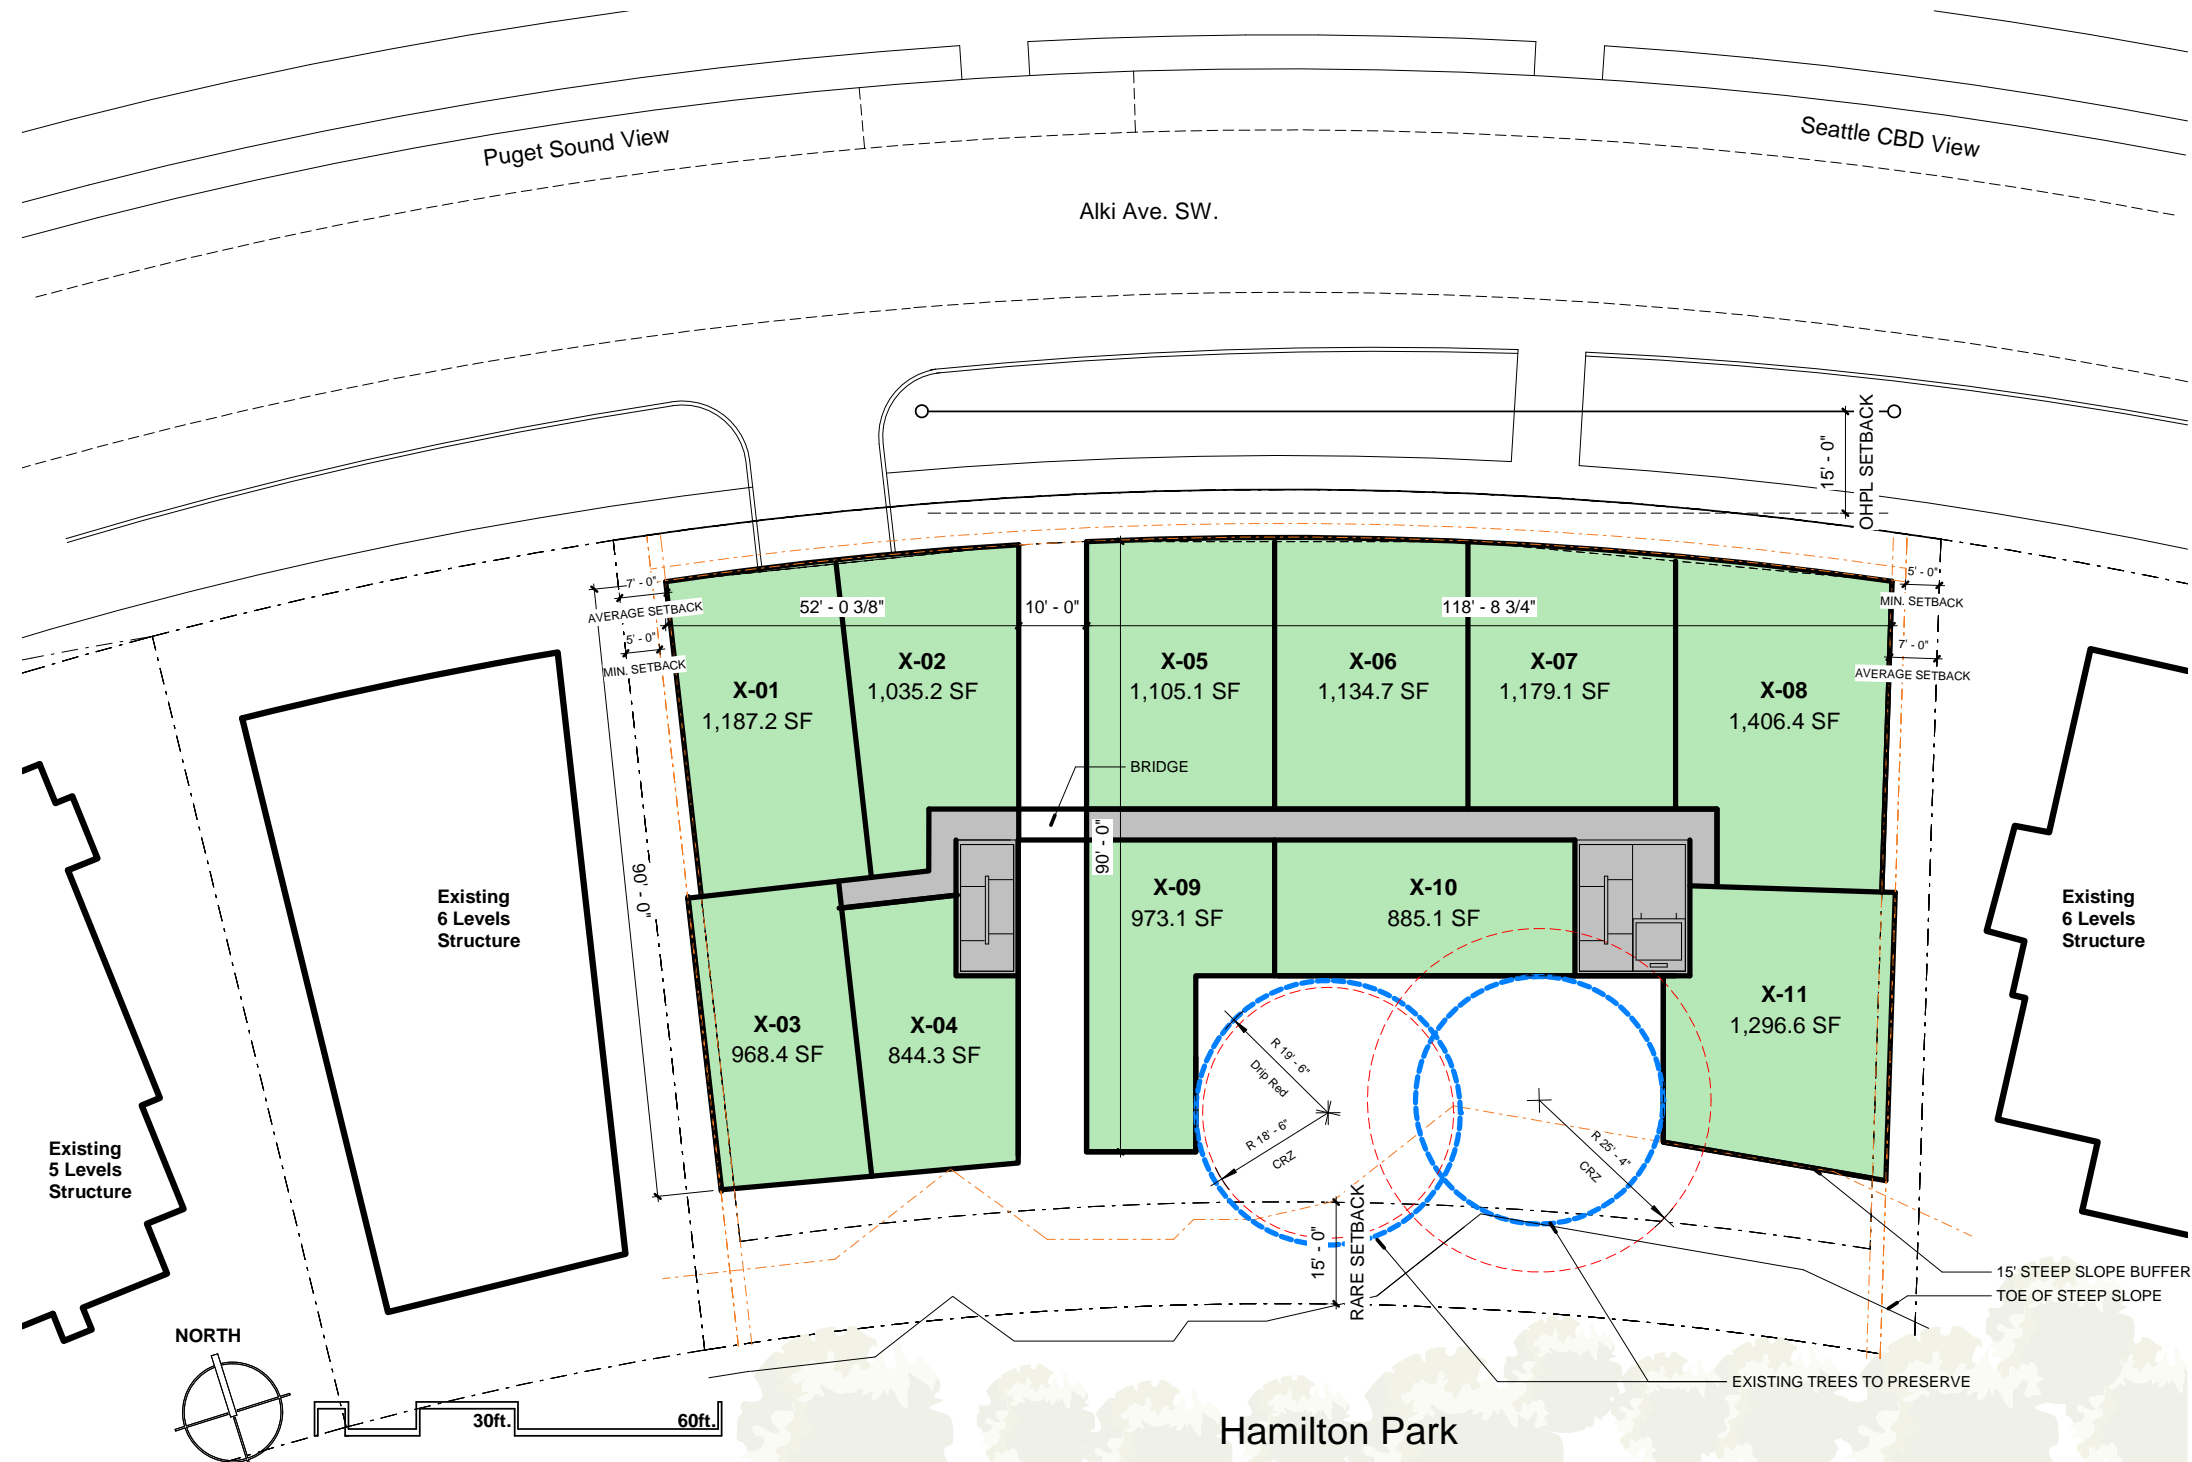 Puget Sound View
Seattle CBD View
Alki Ave. SW.
15' - 0"
OHPL SETBACK
7' - 0"
AVERAGE SETBACK
5' - 0"
MIN. SETBACK
52' - 0 3/8"
10' - 0"
118' - 8 3/4"
5' - 0"
MIN. SETBACK
7' - 0"
AVERAGE SETBACK
X-01
1,187.2 SF
X-02
1,035.2 SF
X-05
1,105.1 SF
X-06
1,134.7 SF
X-07
1,179.1 SF
X-08
1,406.4 SF
BRIDGE
90' - 0"
90' - 0"
X-09
973.1 SF
X-10
885.1 SF
X-03
968.4 SF
X-04
844.3 SF
X-11
1,296.6 SF
Existing
6 Levels
Structure
Existing
6 Levels
Structure
Existing
5 Levels
Structure
R 19' - 6"
Drip Red
R 18' - 6"
CRZ
R 25' - 4"
CRZ
15' - 0"
RARE SETBACK
15' STEEP SLOPE BUFFER
TOE OF STEEP SLOPE
EXISTING TREES TO PRESERVE
NORTH
30ft.
60ft.
Hamilton Park